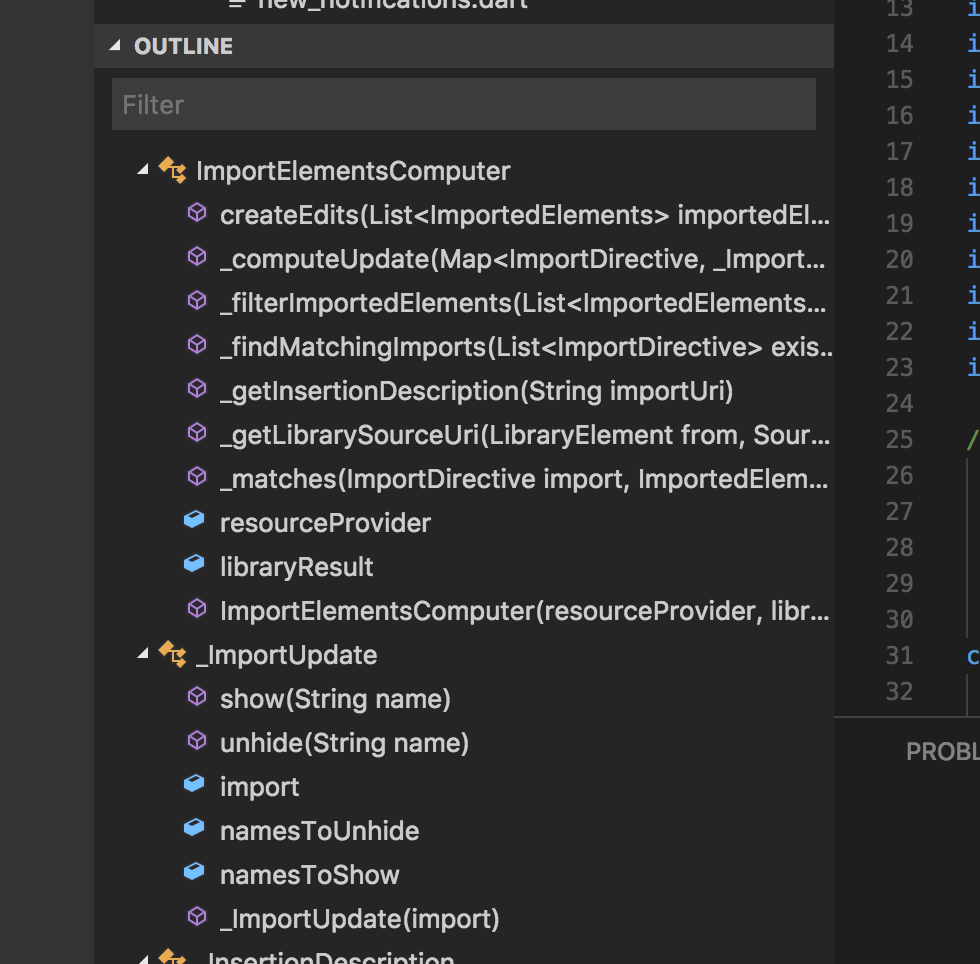 new_notifications.dart
OUTLINE
Filter
ImportElementsComputer
createEdits(List<ImportedElements> importedEl...
_computeUpdate(Map<ImportDirective, _Import...
_filterImportedElements(List<ImportedElements...
_findMatchingImports(List<ImportDirective> exis...
_getInsertionDescription(String importUri)
_getLibrarySourceUri(LibraryElement from, Sour...
_matches(ImportDirective import, ImportedElem...
resourceProvider
libraryResult
ImportElementsComputer(resourceProvider, libr...
_ImportUpdate
show(String name)
unhide(String name)
import
namesToUnhide
namesToShow
_ImportUpdate(import)
_InsertionDescription
13 i
14 i
15 i
16 i
17 i
18 i
19 i
20 i
21 i
22 i
23 i
24
25 /
26
27
28
29
30
31 c
32
PROBL